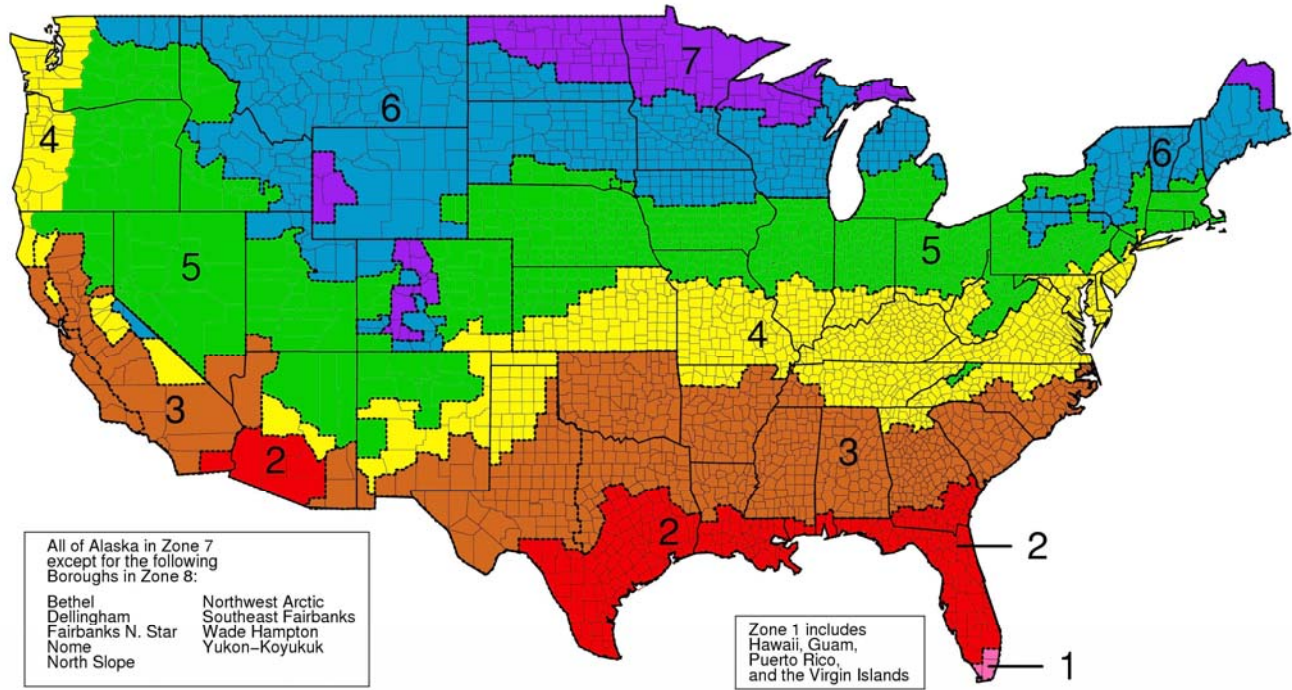 7
6
4
6
5
5
4
3
2
3
2
2
1
All of Alaska in Zone 7
except for the following
Boroughs in Zone 8:
Bethel Northwest Arctic
Dellingham Southeast Fairbanks
Fairbanks N. Star Wade Hampton
Nome Yukon–Koyukuk
North Slope
Zone 1 includes
Hawaii, Guam,
Puerto Rico,
and the Virgin Islands